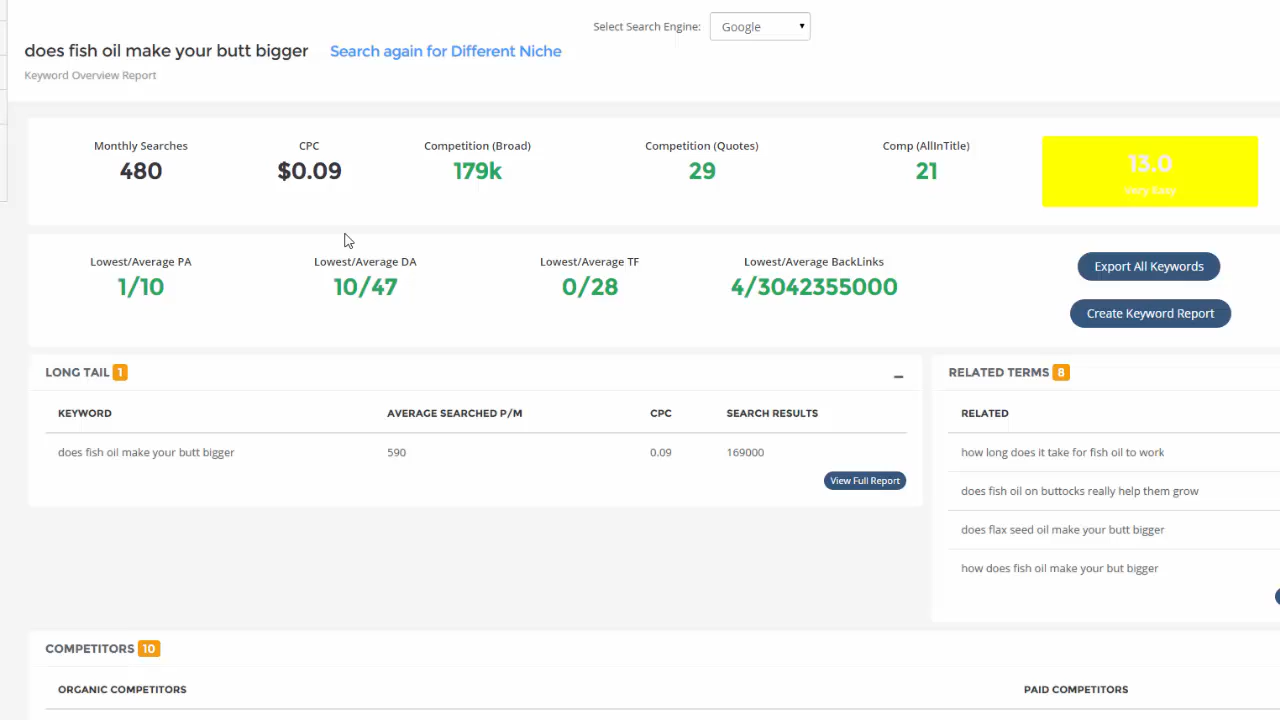 Select Search Engine: Google
does fish oil make your butt bigger Search again for Different Niche
Keyword Overview Report
Monthly Searches CPC Competition (Broad) Competition (Quotes) Comp (AllInTitle)
480 $0.09 179k 29 21
13.0
Very Easy
Lowest/Average PA Lowest/Average DA Lowest/Average TF Lowest/Average BackLinks
1/10 10/47 0/28 4/3042355000
Export All Keywords
Create Keyword Report
LONG TAIL 1
KEYWORD AVERAGE SEARCHED P/M CPC SEARCH RESULTS
does fish oil make your butt bigger 590 0.09 169000
View Full Report
RELATED TERMS 8
RELATED
how long does it take for fish oil to work
does fish oil on buttocks really help them grow
does flax seed oil make your butt bigger
how does fish oil make your but bigger
COMPETITORS 10
ORGANIC COMPETITORS PAID COMPETITORS